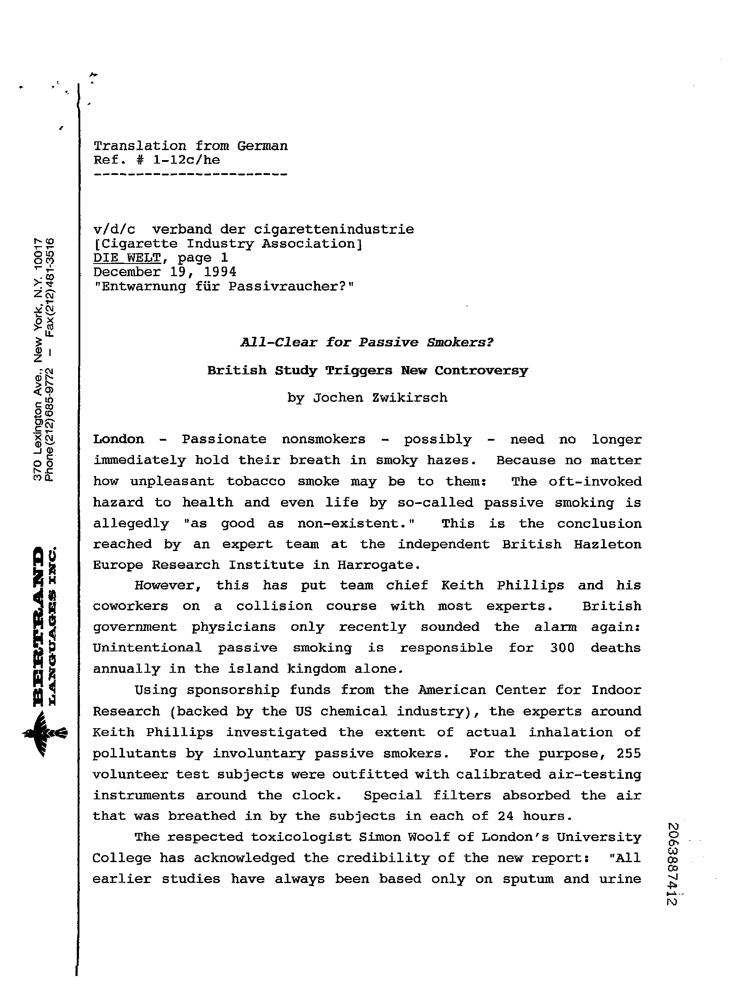 Translation from German
Ref. # 1-12c/he
-----------------------
v/d/c  verband der cigarettenindustrie
[Cigarette Industry Association]
DIE WELT, page 1
December 19, 1994
"Entwarnung für Passivraucher?"
All-Clear for Passive Smokers?
British Study Triggers New Controversy
by Jochen Zwikirsch
London - Passionate nonsmokers - possibly - need no longer
immediately hold their breath in smoky hazes. Because no matter
how unpleasant tobacco smoke may be to them: The oft-invoked
hazard to health and even life by so-called passive smoking is
allegedly "as good as non-existent." This is the conclusion
reached by an expert team at the independent British Hazleton
Europe Research Institute in Harrogate.
However, this has put team chief Keith Phillips and his
coworkers on a collision course with most experts. British
government physicians only recently sounded the alarm again:
Unintentional passive smoking is responsible for 300 deaths
annually in the island kingdom alone.
Using sponsorship funds from the American Center for Indoor
Research (backed by the US chemical industry), the experts around
Keith Phillips investigated the extent of actual inhalation of
pollutants by involuntary passive smokers. For the purpose, 255
volunteer test subjects were outfitted with calibrated air-testing
instruments around the clock. Special filters absorbed the air
that was breathed in by the subjects in each of 24 hours.
The respected toxicologist Simon Woolf of London's University
College has acknowledged the credibility of the new report: "All
earlier studies have always been based only on sputum and urine
370 Lexington Ave., New York, N.Y. 10017
Phone(212)685-9772 – Fax(212)481-3516
BERTRAND
LANGUAGES INC.
2063887412